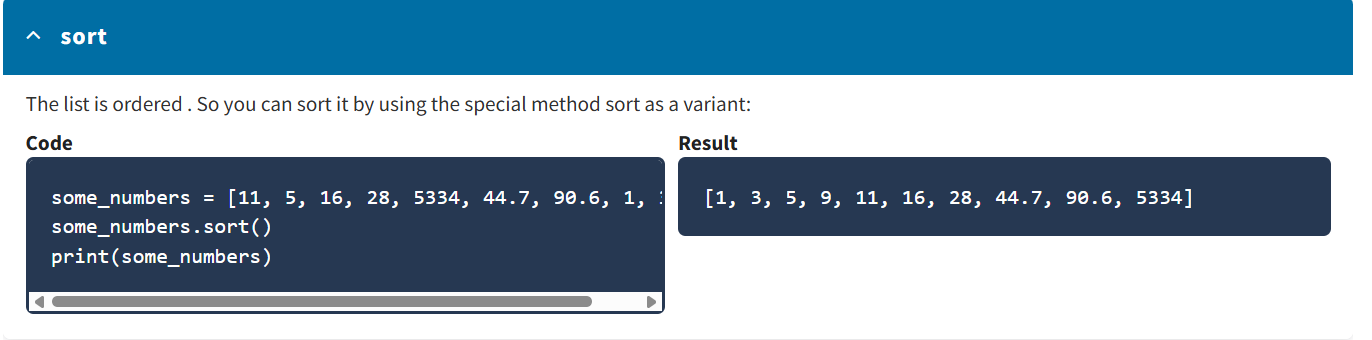 sort
The list is ordered . So you can sort it by using the special method sort as a variant:
Code
some_numbers = [11, 5, 16, 28, 5334, 44.7, 90.6, 1,
some_numbers.sort()
print(some_numbers)
Result
[1, 3, 5, 9, 11, 16, 28, 44.7, 90.6, 5334]